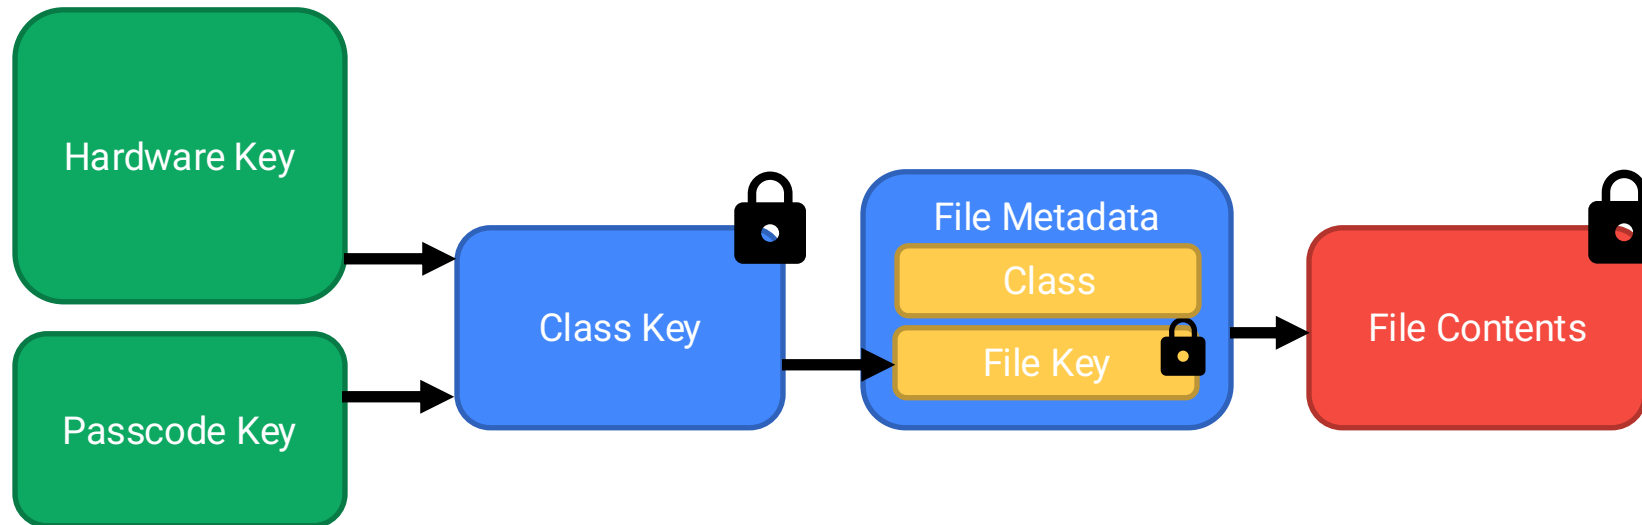 Hardware Key
Passcode Key
Class Key
File Metadata
Class
File Key
File Contents